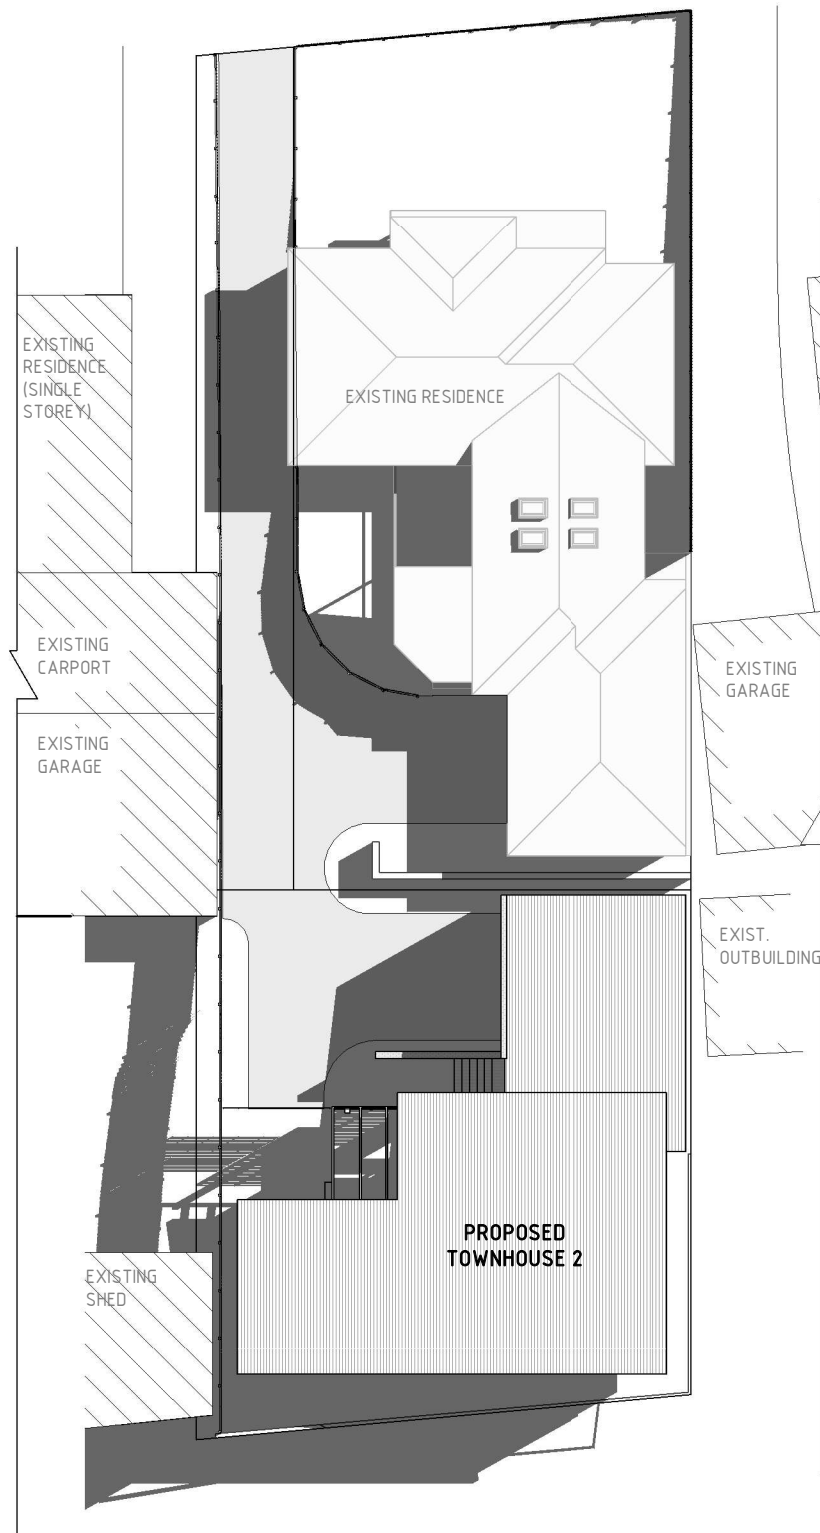 EXISTING
RESIDENCE
(SINGLE
STOREY)
EXISTING RESIDENCE
EXISTING
CARPORT
EXISTING
GARAGE
EXISTING
GARAGE
EXIST.
OUTBUILDING
PROPOSED
TOWNHOUSE 2
EXISTING
SHED